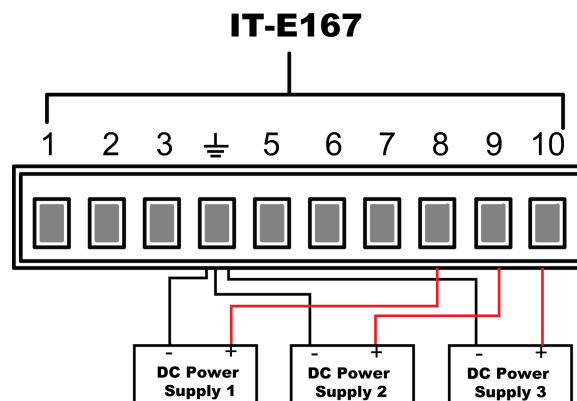 IT-E167
1 2 3 5 6 7 8 9 10
- + - + - +
DC Power Supply 1
DC Power Supply 2
DC Power Supply 3